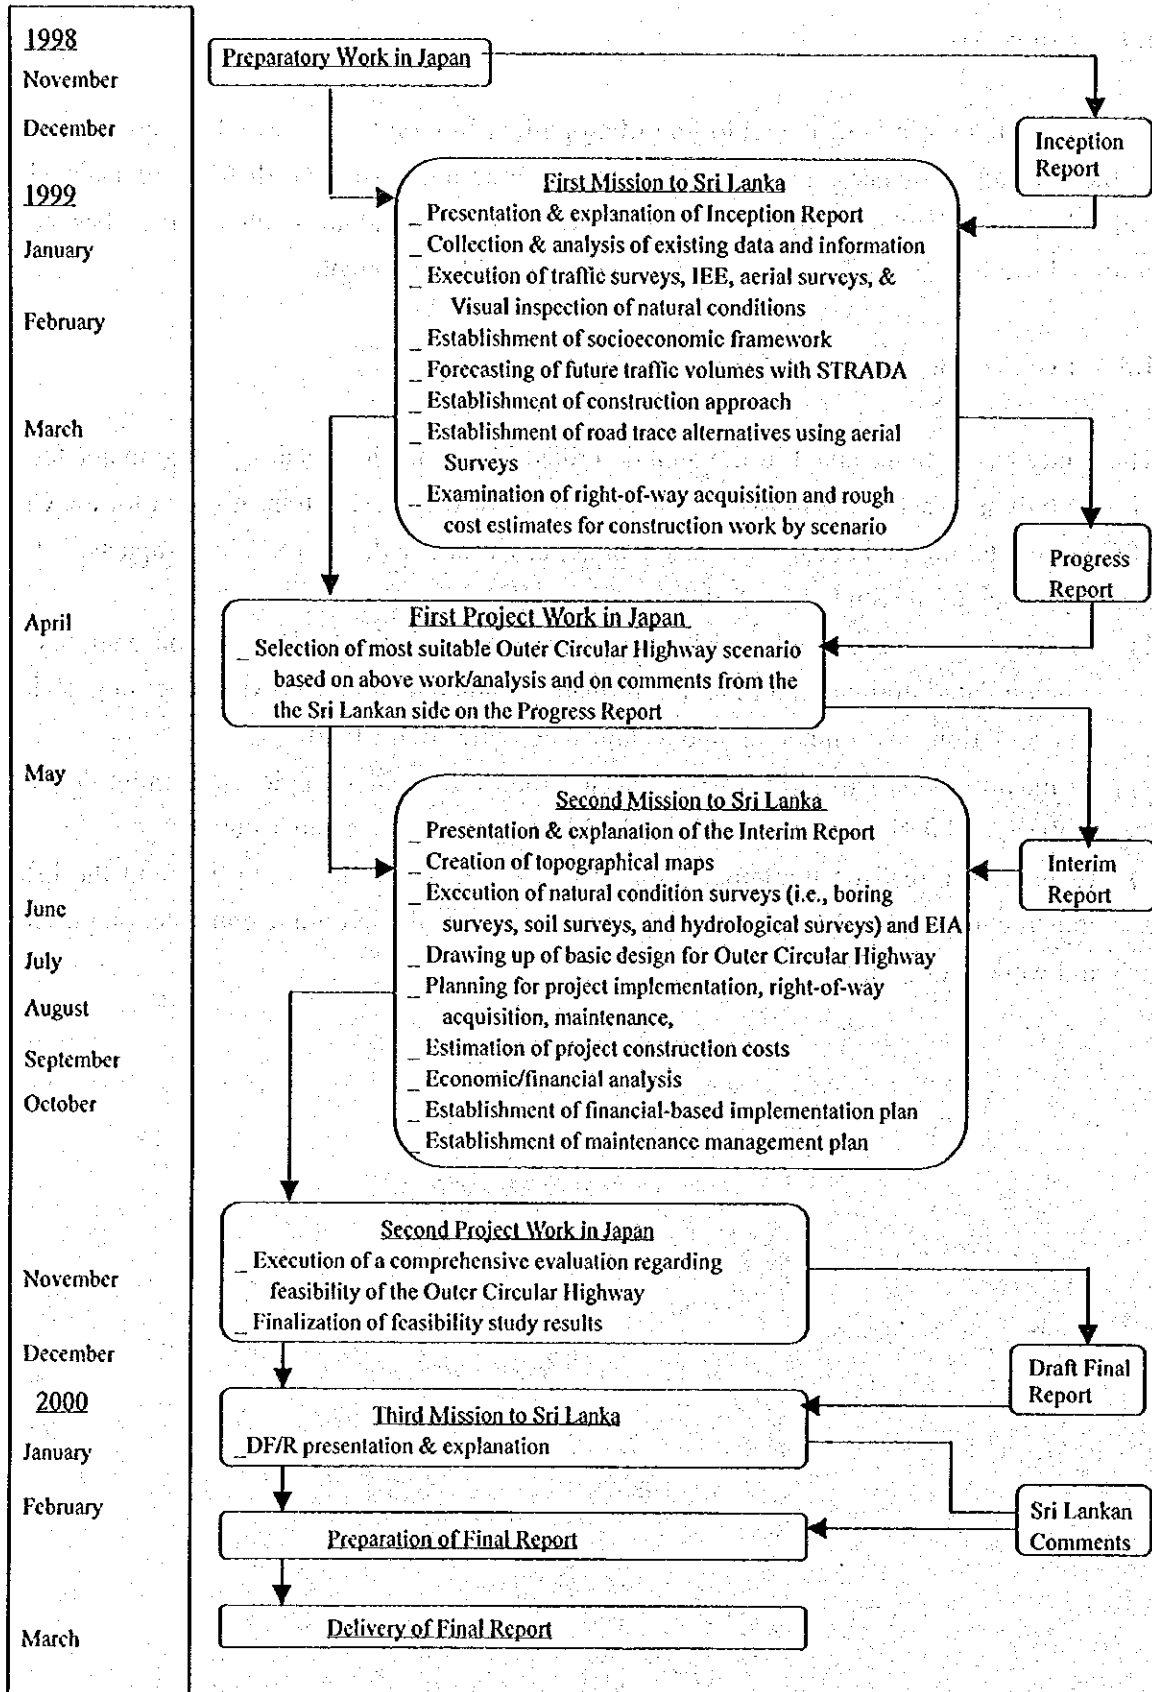 1998
November
December
1999
January
February
March
April
May
June
July
August
September
October
November
December
2000
January
February
March
Preparatory Work in Japan
Inception
Report
First Mission to Sri Lanka
_ Presentation & explanation of Inception Report
_ Collection & analysis of existing data and information
_ Execution of traffic surveys, IEE, aerial surveys, &
Visual inspection of natural conditions
_ Establishment of socioeconomic framework
_ Forecasting of future traffic volumes with STRADA
_ Establishment of construction approach
_ Establishment of road trace alternatives using aerial
Surveys
_ Examination of right-of-way acquisition and rough
cost estimates for construction work by scenario
Progress
Report
First Project Work in Japan
_ Selection of most suitable Outer Circular Highway scenario
based on above work/analysis and on comments from the
the Sri Lankan side on the Progress Report
Second Mission to Sri Lanka
_ Presentation & explanation of the Interim Report
_ Creation of topographical maps
_ Execution of natural condition surveys (i.e., boring
surveys, soil surveys, and hydrological surveys) and EIA
_ Drawing up of basic design for Outer Circular Highway
_ Planning for project implementation, right-of-way
acquisition, maintenance,
_ Estimation of project construction costs
_ Economic/financial analysis
_ Establishment of financial-based implementation plan
_ Establishment of maintenance management plan
Interim
Report
Second Project Work in Japan
_ Execution of a comprehensive evaluation regarding
feasibility of the Outer Circular Highway
_ Finalization of feasibility study results
Draft Final
Report
Third Mission to Sri Lanka
_DF/R presentation & explanation
Sri Lankan
Comments
Preparation of Final Report
Delivery of Final Report